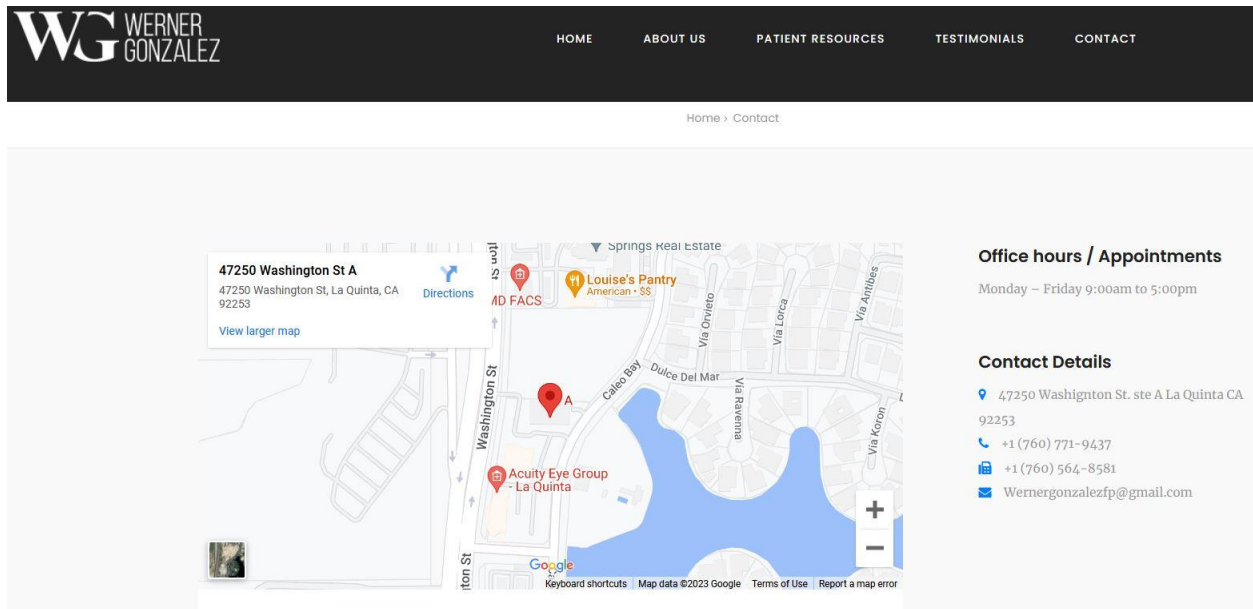 WG WERNER
GONZALEZ
HOME ABOUT US PATIENT RESOURCES TESTIMONIALS CONTACT
Home › Contact
47250 Washington St A
47250 Washington St, La Quinta, CA
92253
Directions
View larger map
ton St
Springs Real Estate
MD FACS
Louise's Pantry
American • $$
Via Orvieto
Via Lorca
Via Antibes
Washington St
A
Caleo Bay
Dulce Del Mar
Via Ravenna
Via Koron
Acuity Eye Group
- La Quinta
ton St
+
−
Google
Keyboard shortcuts Map data ©2023 Google Terms of Use Report a map error
Office hours / Appointments
Monday – Friday 9:00am to 5:00pm
Contact Details
47250 Washignton St. ste A La Quinta CA
92253
+1 (760) 771-9437
+1 (760) 564-8581
Wernergonzalezfp@gmail.com